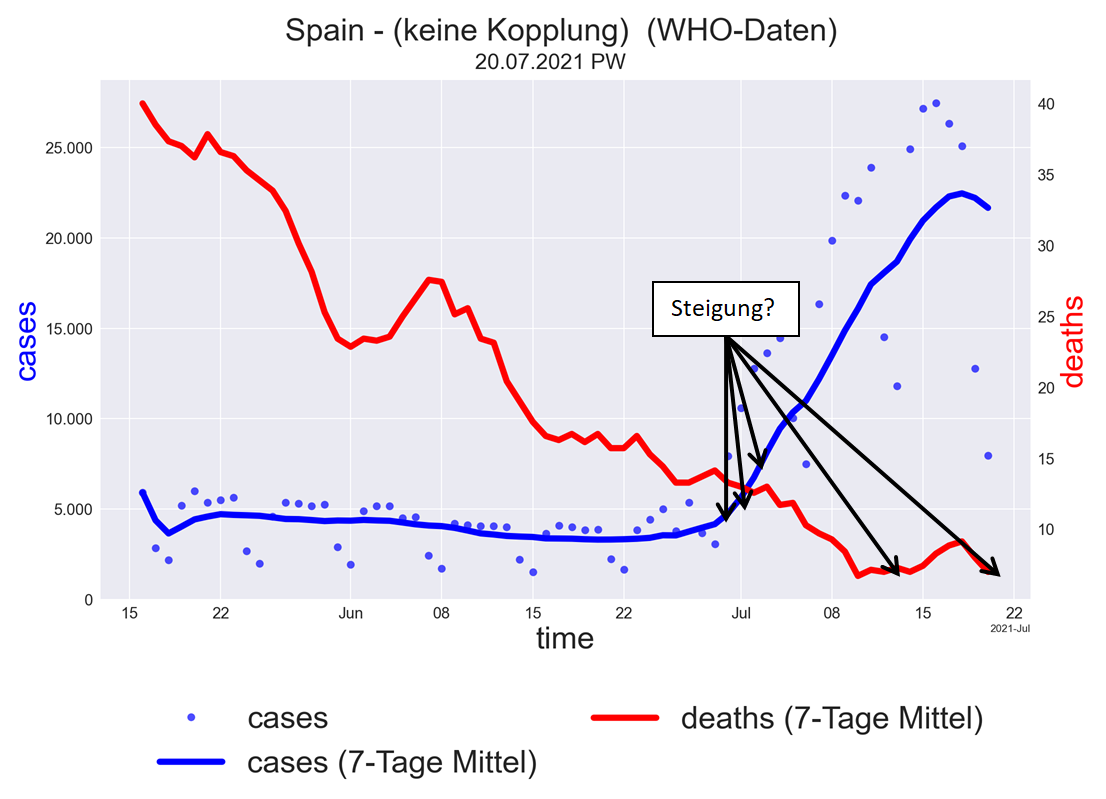 Spain - (keine Kopplung)  (WHO-Daten)
20.07.2021 PW
cases
25.000
20.000
15.000
10.000
5.000
0
Steigung?
40
35
30
25
20
15
10
deaths
15 22 Jun 08 15 22 Jul 08 15 22
2021-Jul
time
cases
deaths (7-Tage Mittel)
cases (7-Tage Mittel)